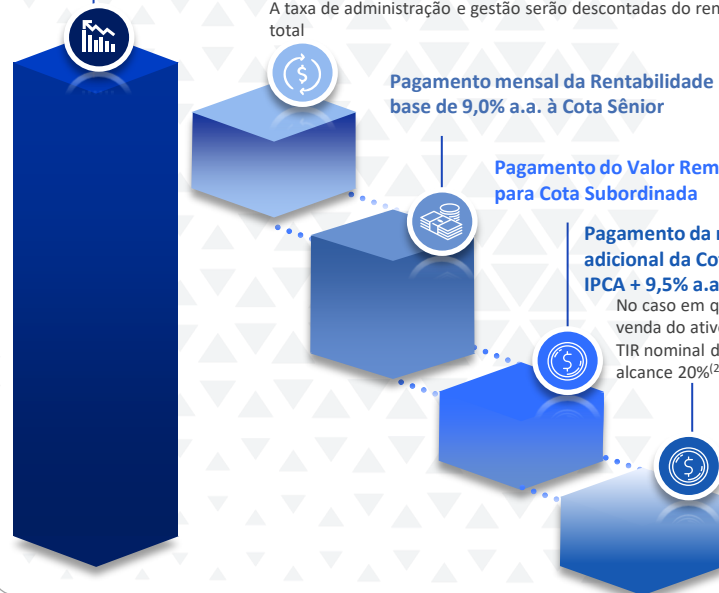 A taxa de administração e gestão serão descontadas do ren
total
Pagamento mensal da Rentabilidade
base de 9,0% a.a. à Cota Sênior
Pagamento do Valor Rem
para Cota Subordinada
Pagamento da
adicional da Co
IPCA + 9,5% a.a
No caso em q
venda do ativ
TIR nominal d
alcance 20%(2